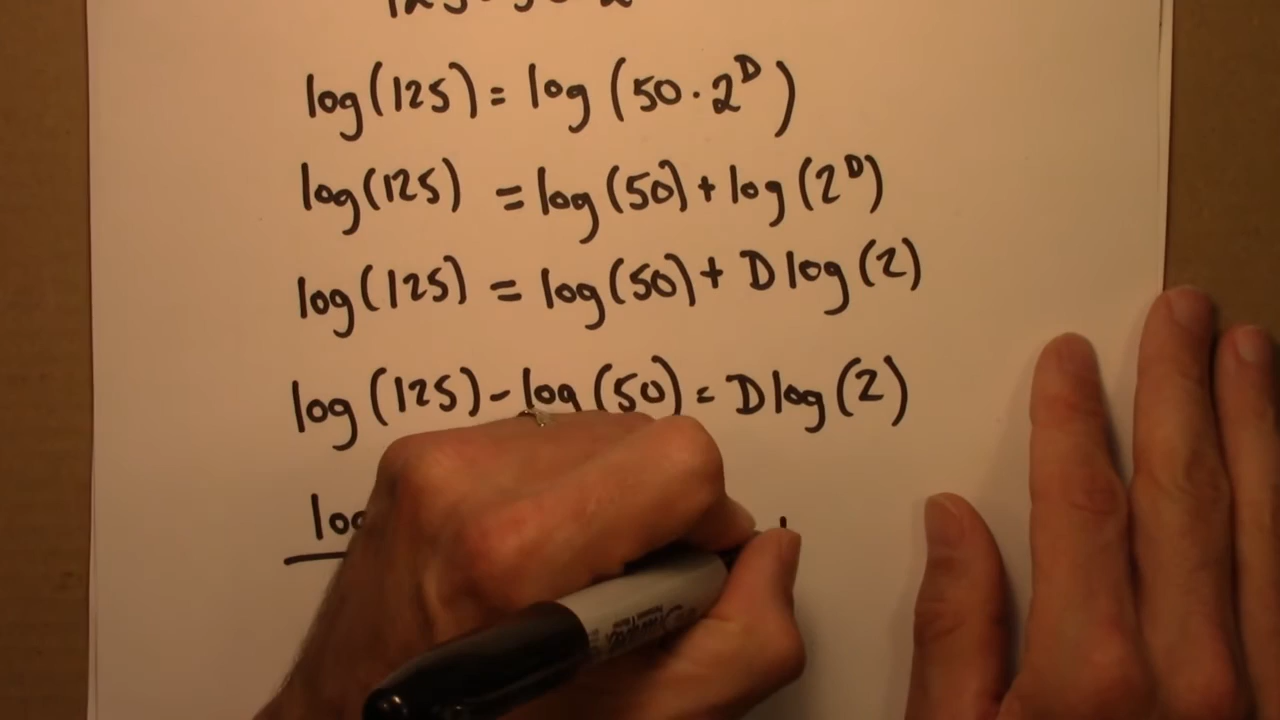 log(125) = log(50 · 2^D)
log(125) = log(50) + log(2^D)
log(125) = log(50) + D log(2)
log(125) - log(50) = D log(2)